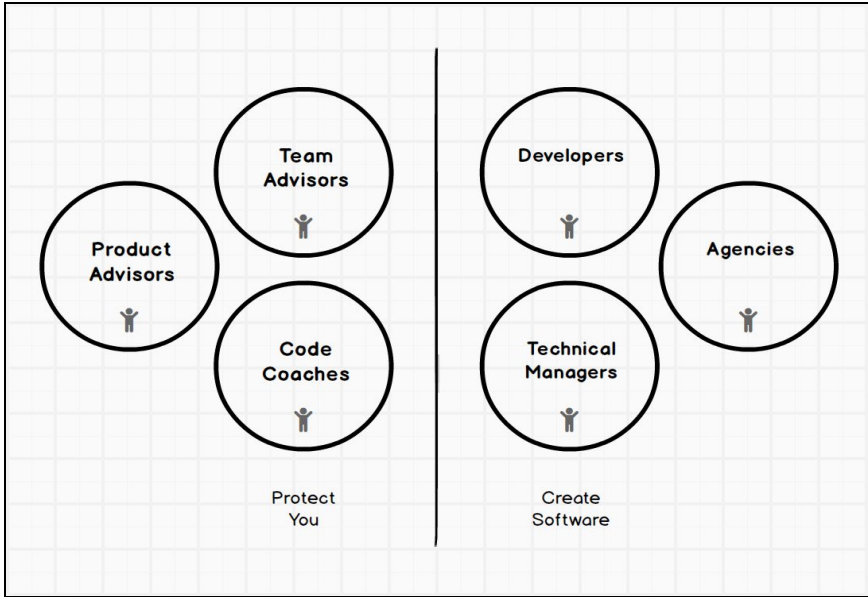 Team
Advisors
Product
Advisors
Code
Coaches
Protect
You
Developers
Agencies
Technical
Managers
Create
Software